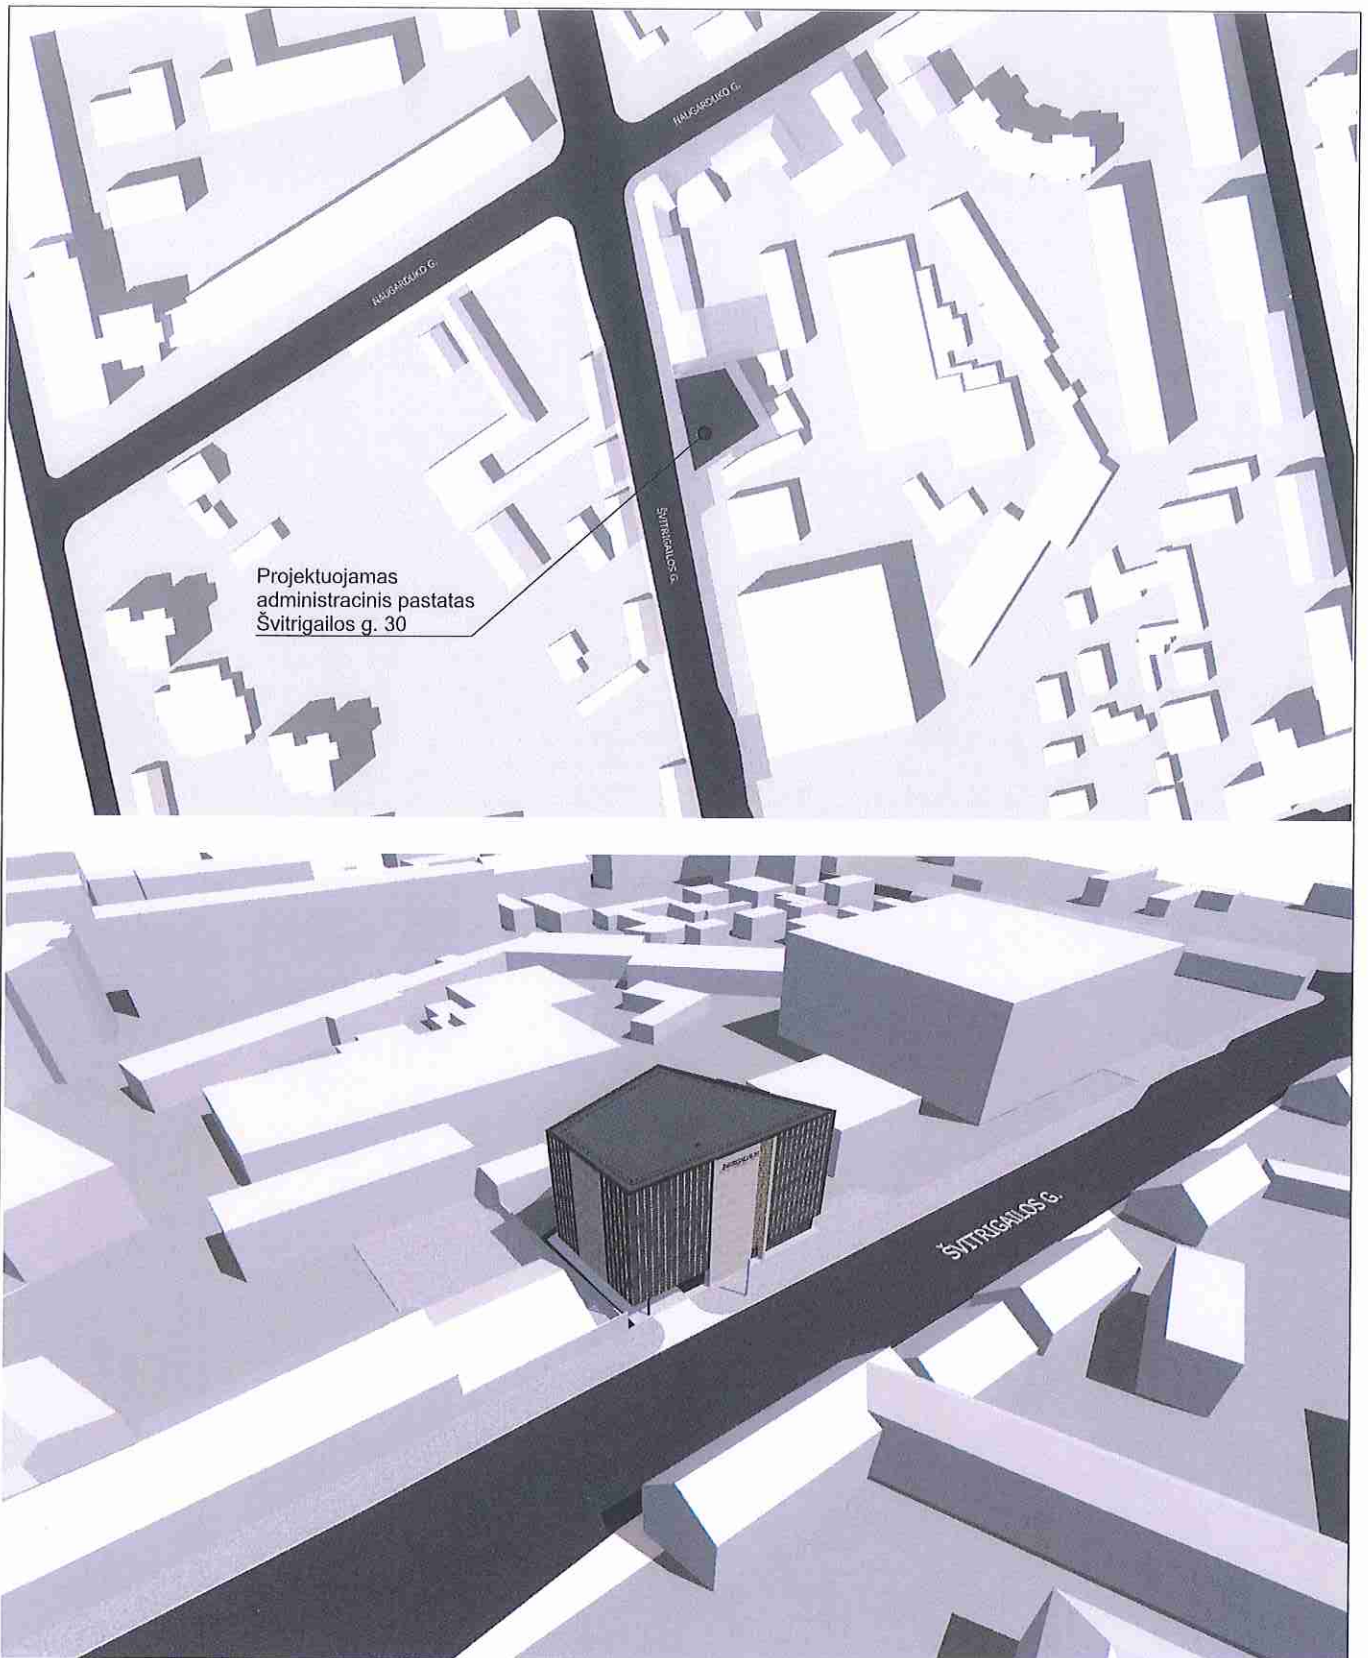 NAUGARDUKO G.
NAUGARDUKO G.
ŠVITRIGAILOS G.
Projektuojamas
administracinis pastatas
Švitrigailos g. 30
ŠVITRIGAILOS G.